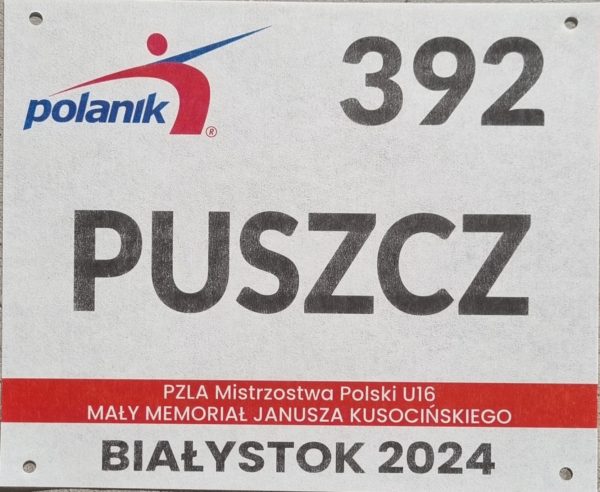 polanik®
392
PUSZCZ
PZLA Mistrzostwa Polski U16
MAŁY MEMORIAŁ JANUSZA KUSOCIŃSKIEGO
BIAŁYSTOK 2024